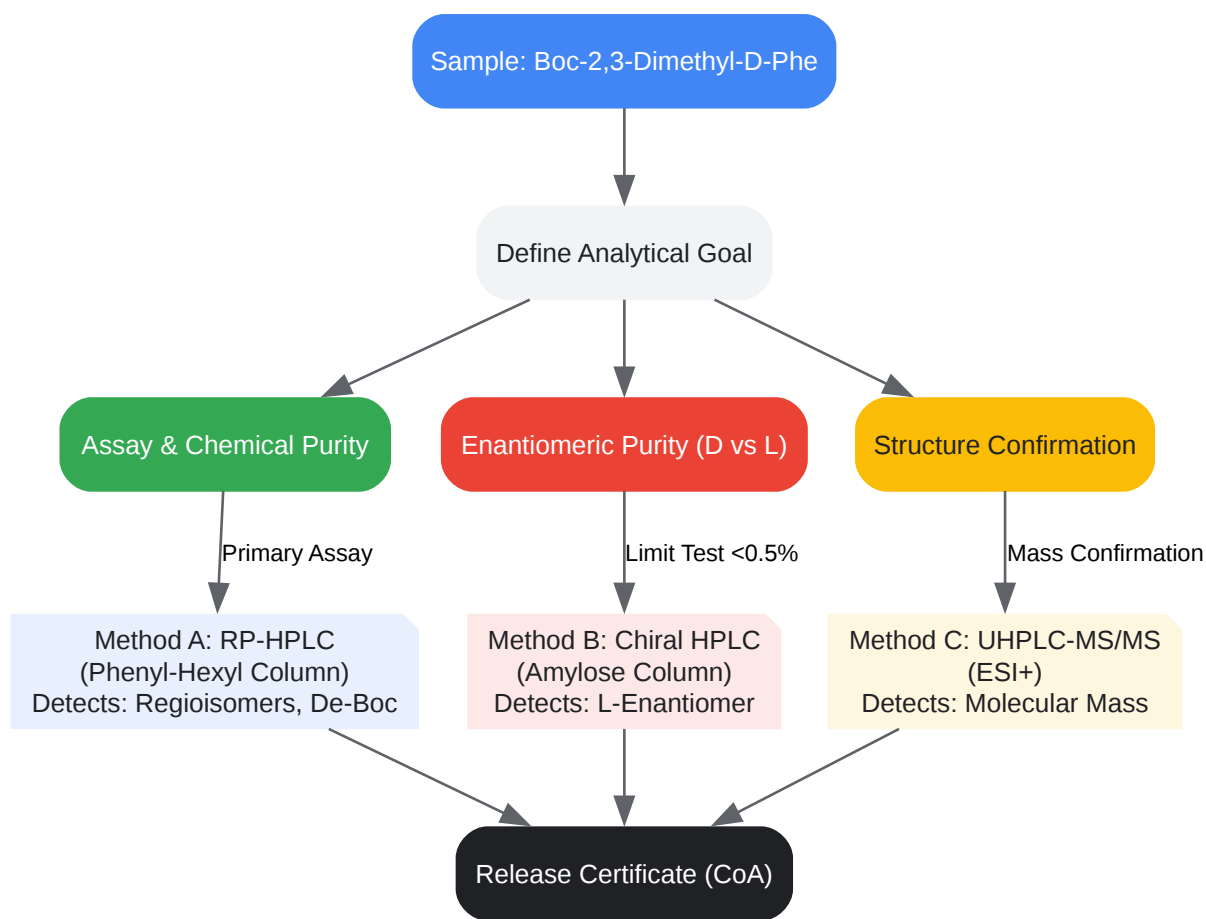 Sample: Boc-2,3-Dimethyl-D-Phe
Define Analytical Goal
Assay & Chemical Purity
Enantiomeric Purity (D vs L)
Structure Confirmation
Primary Assay
Limit Test <0.5%
Mass Confirmation
Method A: RP-HPLC
(Phenyl-Hexyl Column)
Detects: Regioisomers, De-Boc
Method B: Chiral HPLC
(Amylose Column)
Detects: L-Enantiomer
Method C: UHPLC-MS/MS
(ESI+)
Detects: Molecular Mass
Release Certificate (CoA)